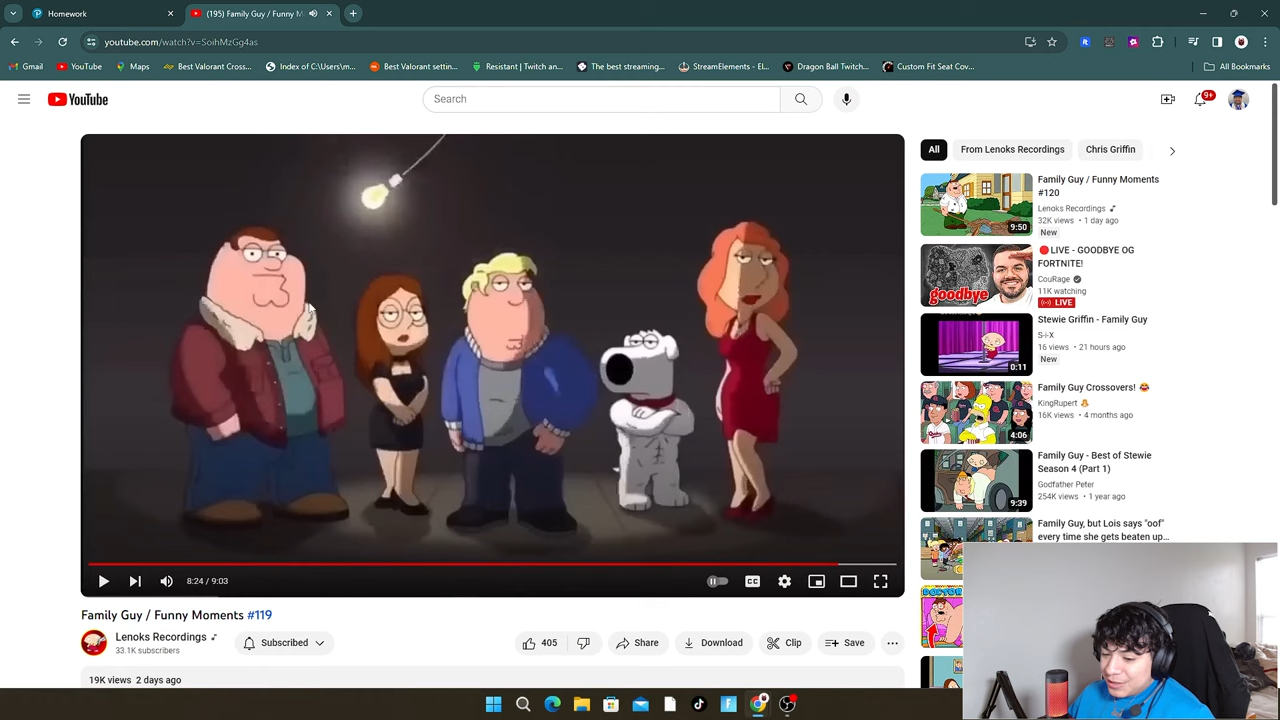 Homework
(195) Family Guy / Funny M
youtube.com/watch?v=SoihMzGg4as
Gmail YouTube Maps Best Valorant Cross... Index of C:\users\m... Best Valorant settin... Resistant | Twitch an... The best streaming... StreamElements - El... Dragon Ball Twitch... Custom Fit Seat Cov... All Bookmarks
YouTube
Search
9+
All From Lenoks Recordings Chris Griffin
Family Guy / Funny Moments
#120
Lenoks Recordings
32K views • 1 day ago
New
9:50
LIVE - GOODBYE OG
FORTNITE!
CouRage
11K watching
LIVE
goodbye
Stewie Griffin - Family Guy
S-i-X
16 views • 21 hours ago
New
0:11
Family Guy Crossovers! 😂
KingRupert
16K views • 4 months ago
4:06
Family Guy - Best of Stewie
Season 4 (Part 1)
Godfather Peter
254K views • 1 year ago
9:39
Family Guy, but Lois says "oof"
every time she gets beaten up...
8:24 / 9:03
CC
Family Guy / Funny Moments #119
Lenoks Recordings
33.1K subscribers
Subscribed
405 Share Download Clip Save
19K views 2 days ago